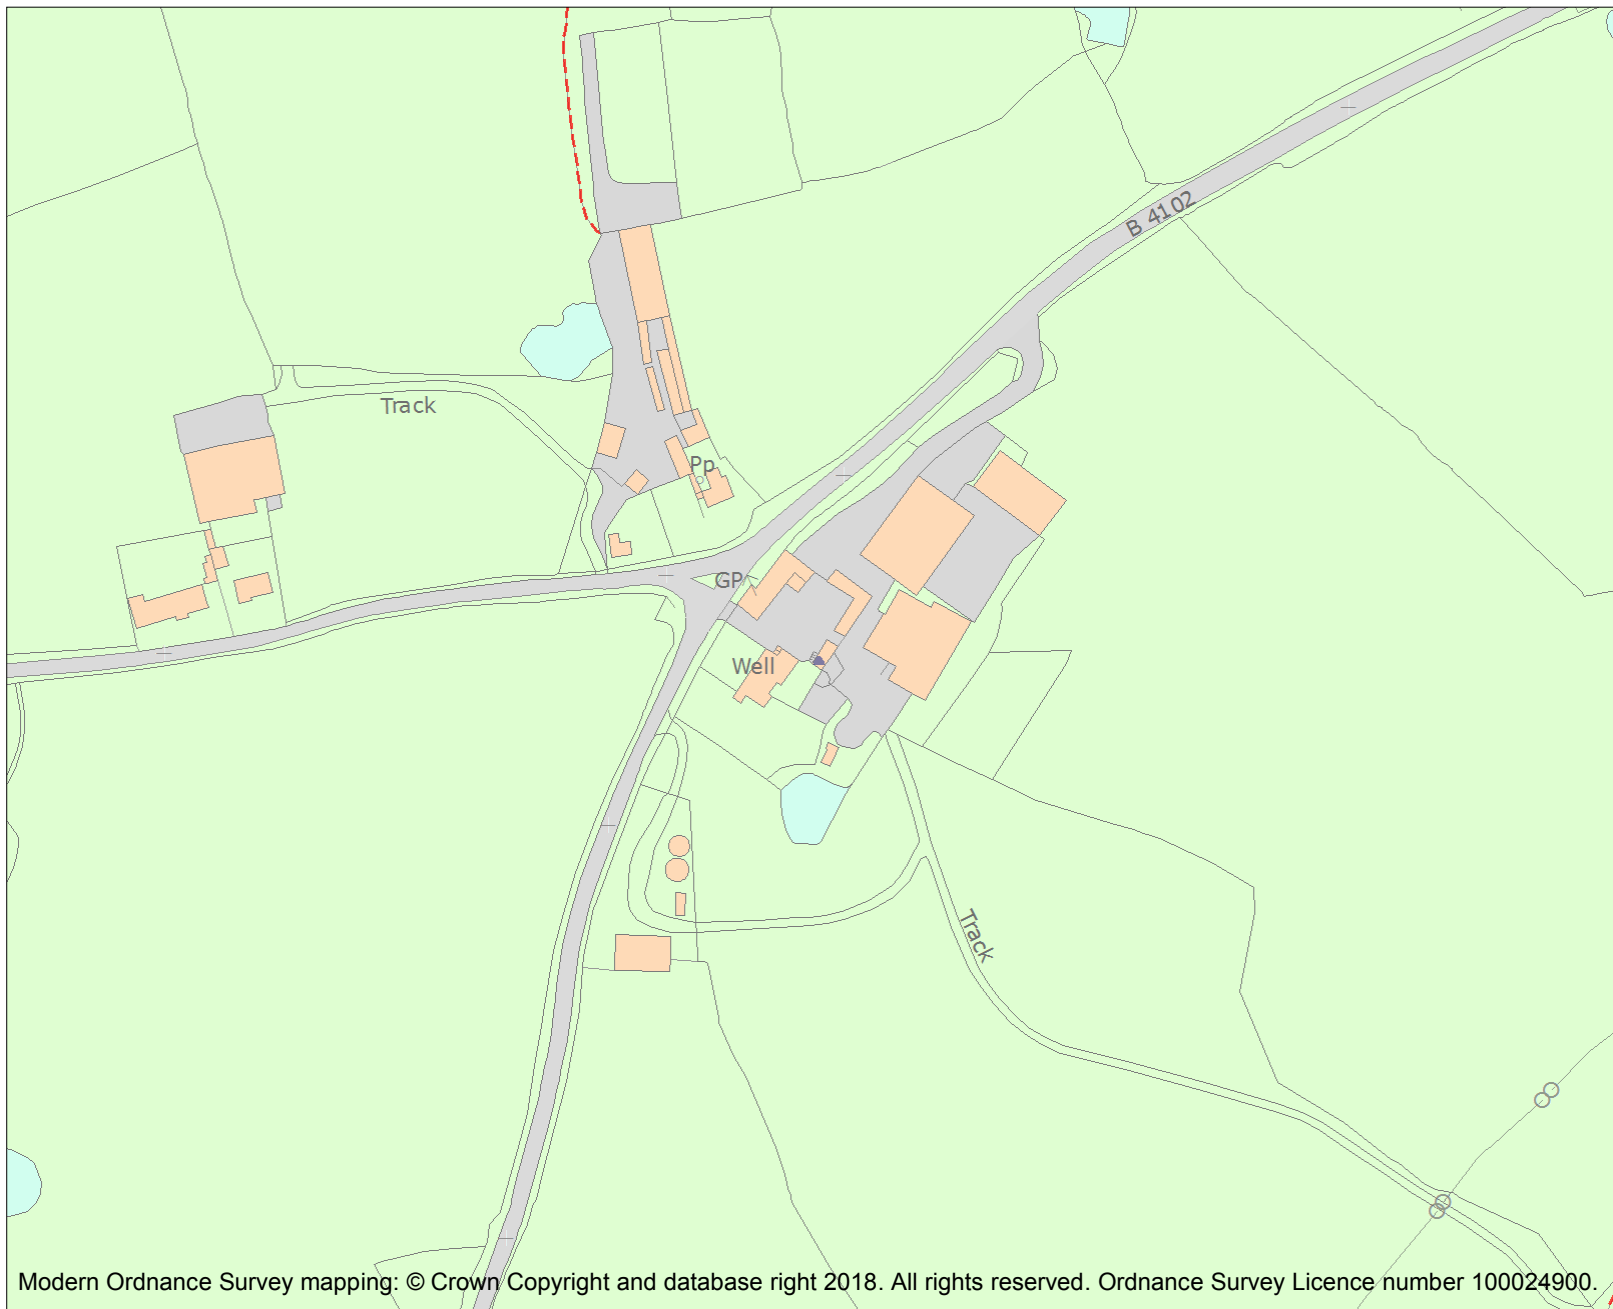 B 4102
Track
Pp
GP
Well
Track
Modern Ordnance Survey mapping: © Crown Copyright and database right 2018. All rights reserved. Ordnance Survey Licence number 100024900.